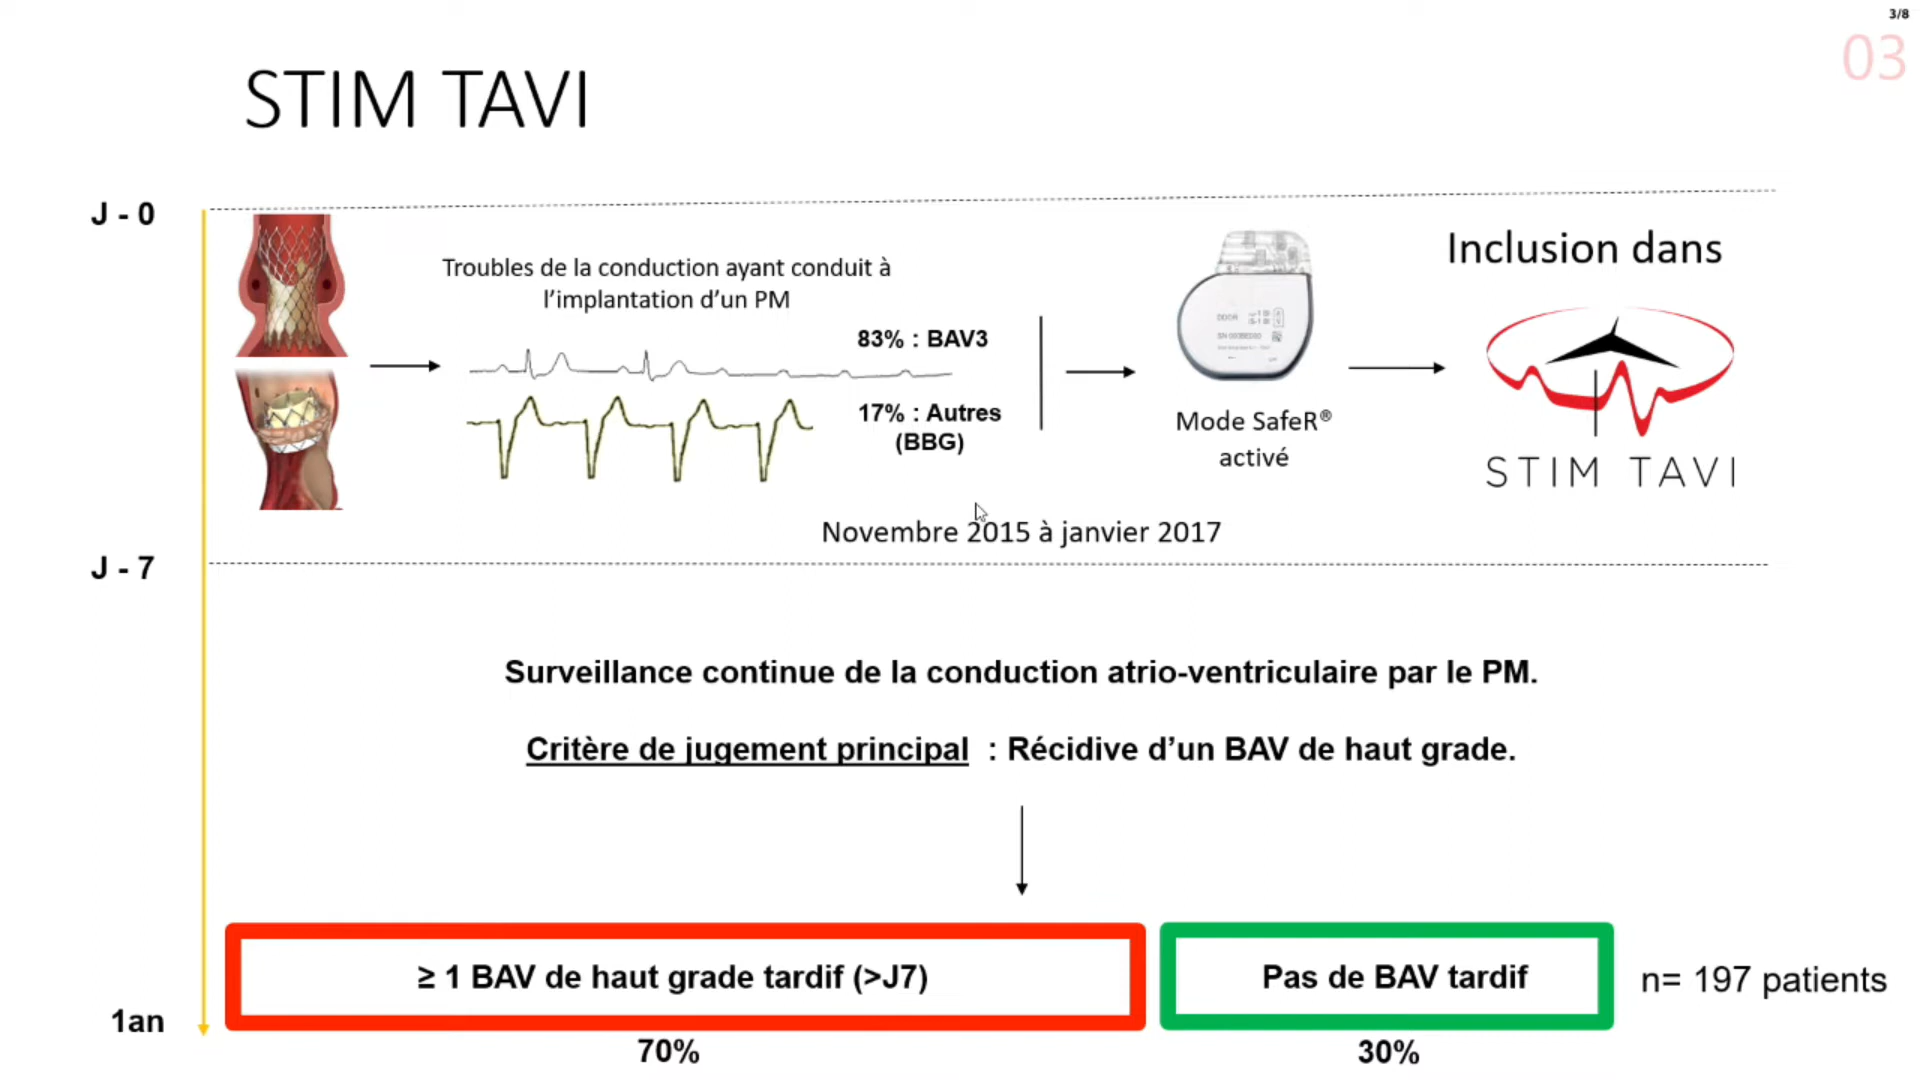 3/8
03
STIM TAVI
J - 0
Troubles de la conduction ayant conduit à
l’implantation d’un PM
83% : BAV3
17% : Autres
(BBG)
DDDR
Mode SafeR®
activé
Inclusion dans
STIM TAVI
Novembre 2015 à janvier 2017
J - 7
Surveillance continue de la conduction atrio-ventriculaire par le PM.
Critère de jugement principal : Récidive d’un BAV de haut grade.
≥ 1 BAV de haut grade tardif (>J7)
Pas de BAV tardif
n= 197 patients
1an
70%
30%